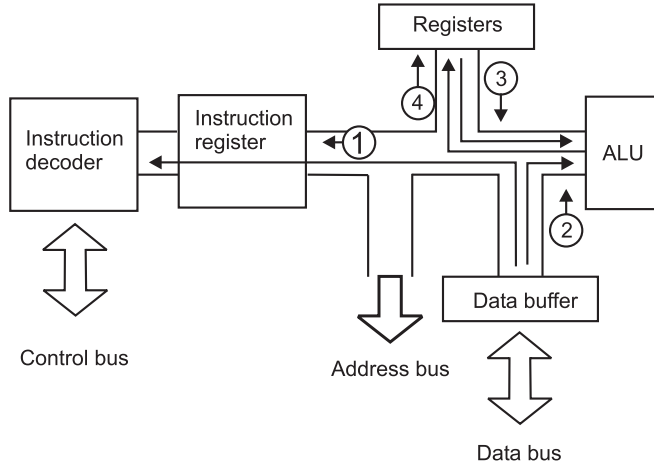 Registers
3
4
Instruction
register
Instruction
decoder
1
ALU
2
Data buffer
Control bus
Address bus
Data bus